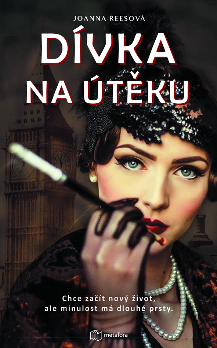 JOANNA REESOVÁ
DÍVKA
NA ÚTĚKU
Chce začít nový život,
ale minulost má dlouhé prsty.
metafora